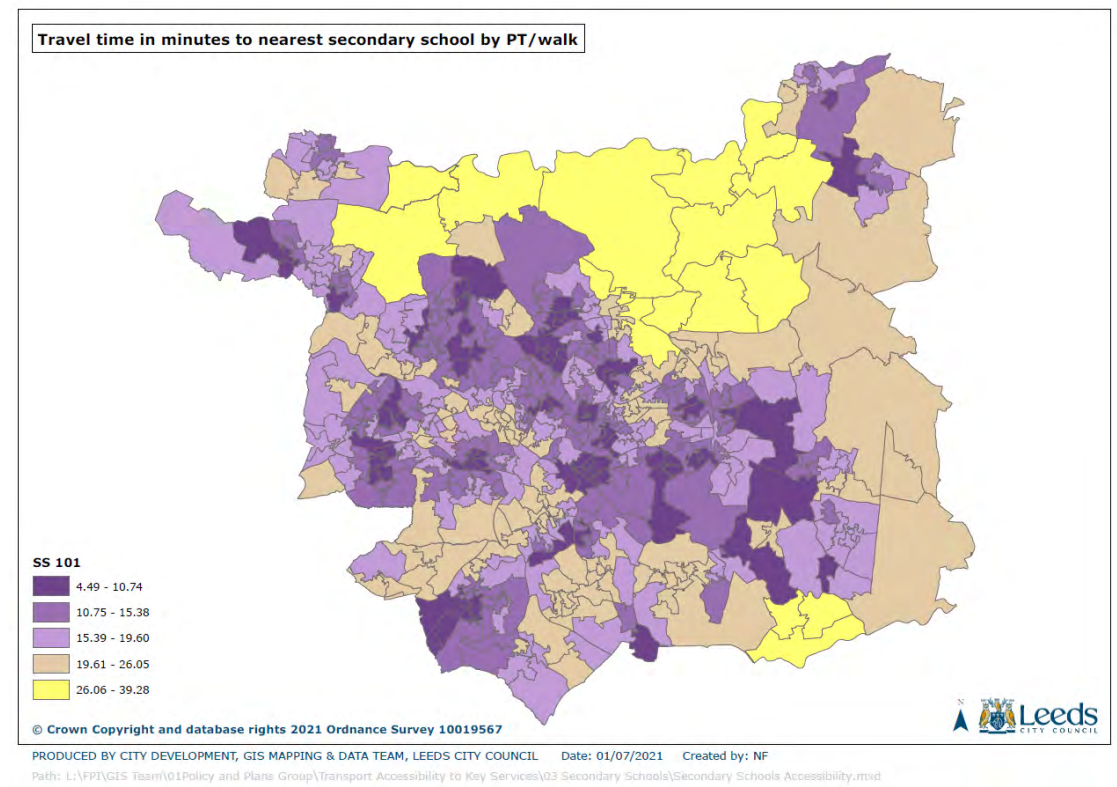 Travel time in minutes to nearest secondary school by PT/walk
SS 101
4.49 - 10.74
10.75 - 15.38
15.39 - 19.60
19.61 - 26.05
26.06 - 39.28
© Crown Copyright and database rights 2021 Ordnance Survey 10019567
N
Leeds
CITY COUNCIL
PRODUCED BY CITY DEVELOPMENT, GIS MAPPING & DATA TEAM, LEEDS CITY COUNCIL Date: 01/07/2021 Created by: NF
Path: L:\FPI\GIS Team\01Policy and Plans Group\Transport Accessibility to Key Services\03 Secondary Schools\Secondary Schools Accessibility.mxd